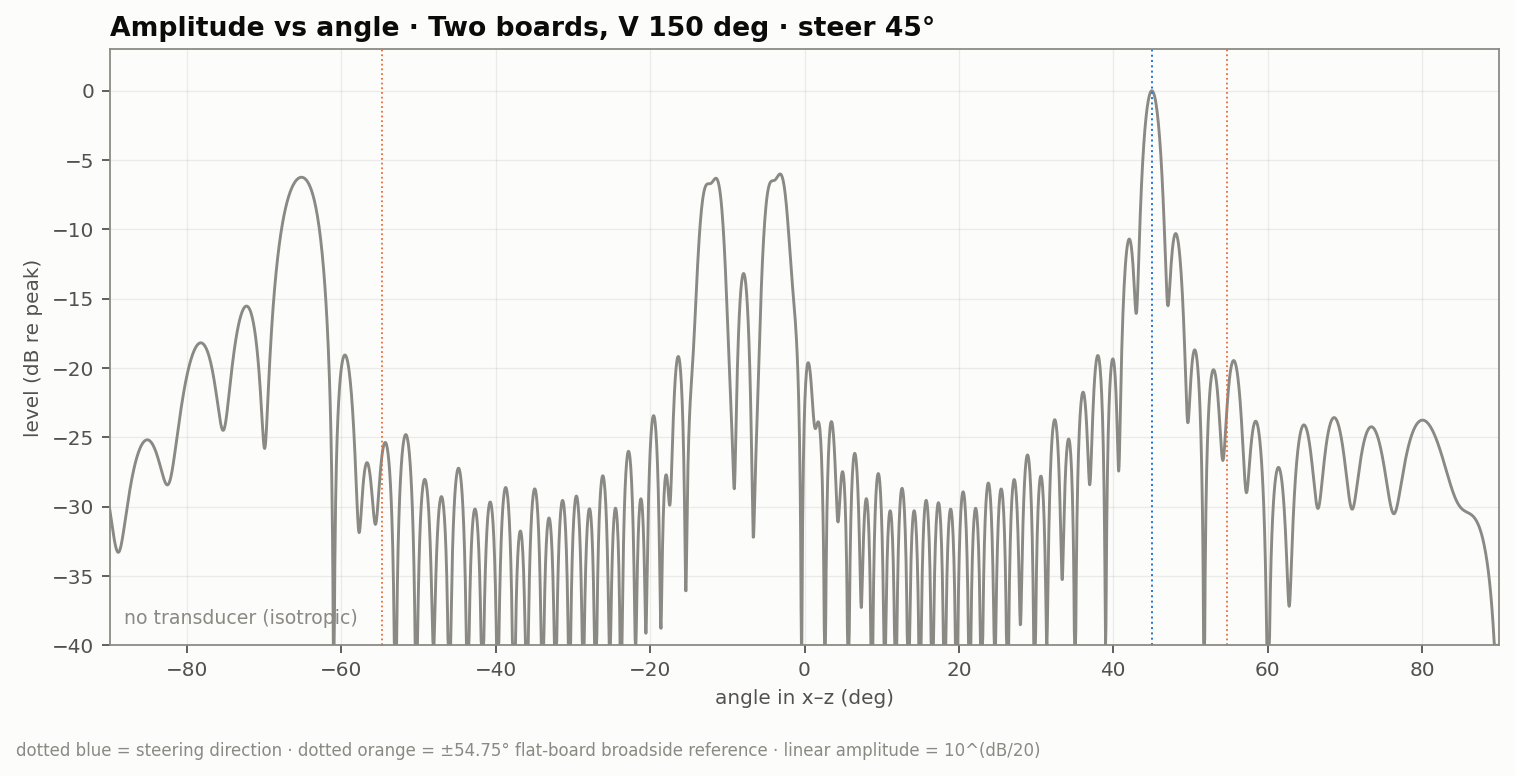 Amplitude vs angle · Two boards, V 150 deg · steer 45°
level (dB re peak)
0
−5
−10
−15
−20
−25
−30
−35
−40
no transducer (isotropic)
−80 −60 −40 −20 0 20 40 60 80
angle in x–z (deg)
dotted blue = steering direction · dotted orange = ±54.75° flat-board broadside reference · linear amplitude = 10^(dB/20)